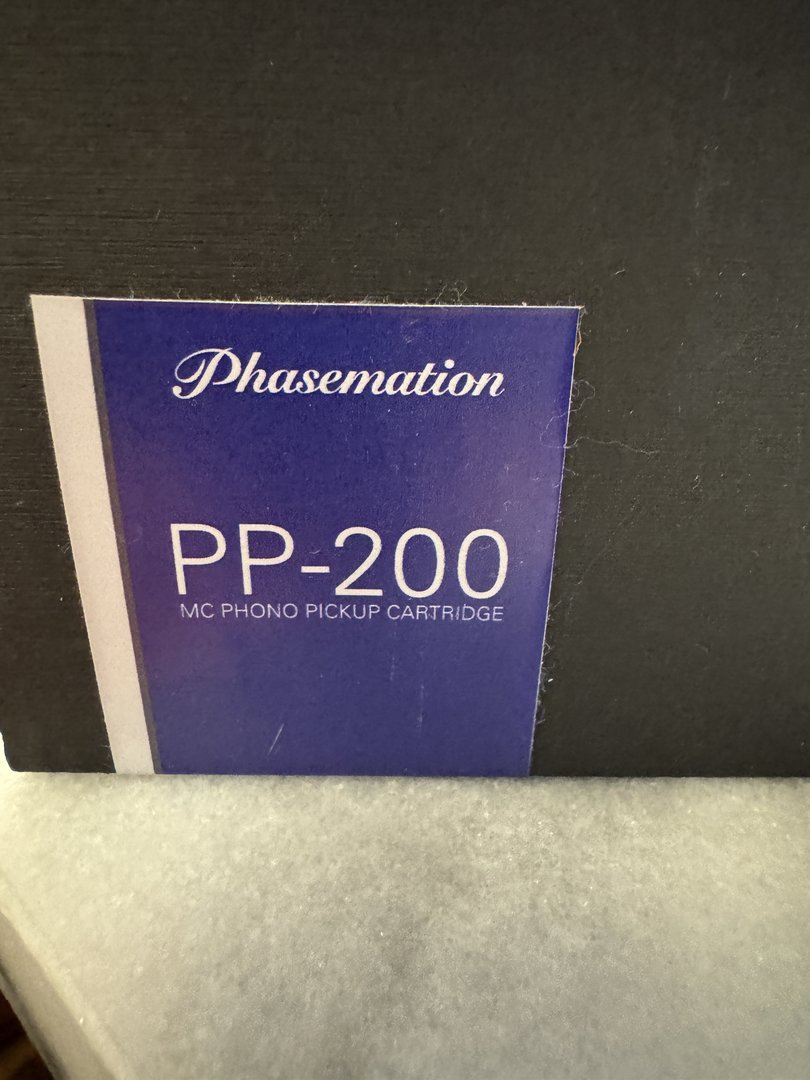 Phasemation
PP-200
MC PHONO PICKUP CARTRIDGE